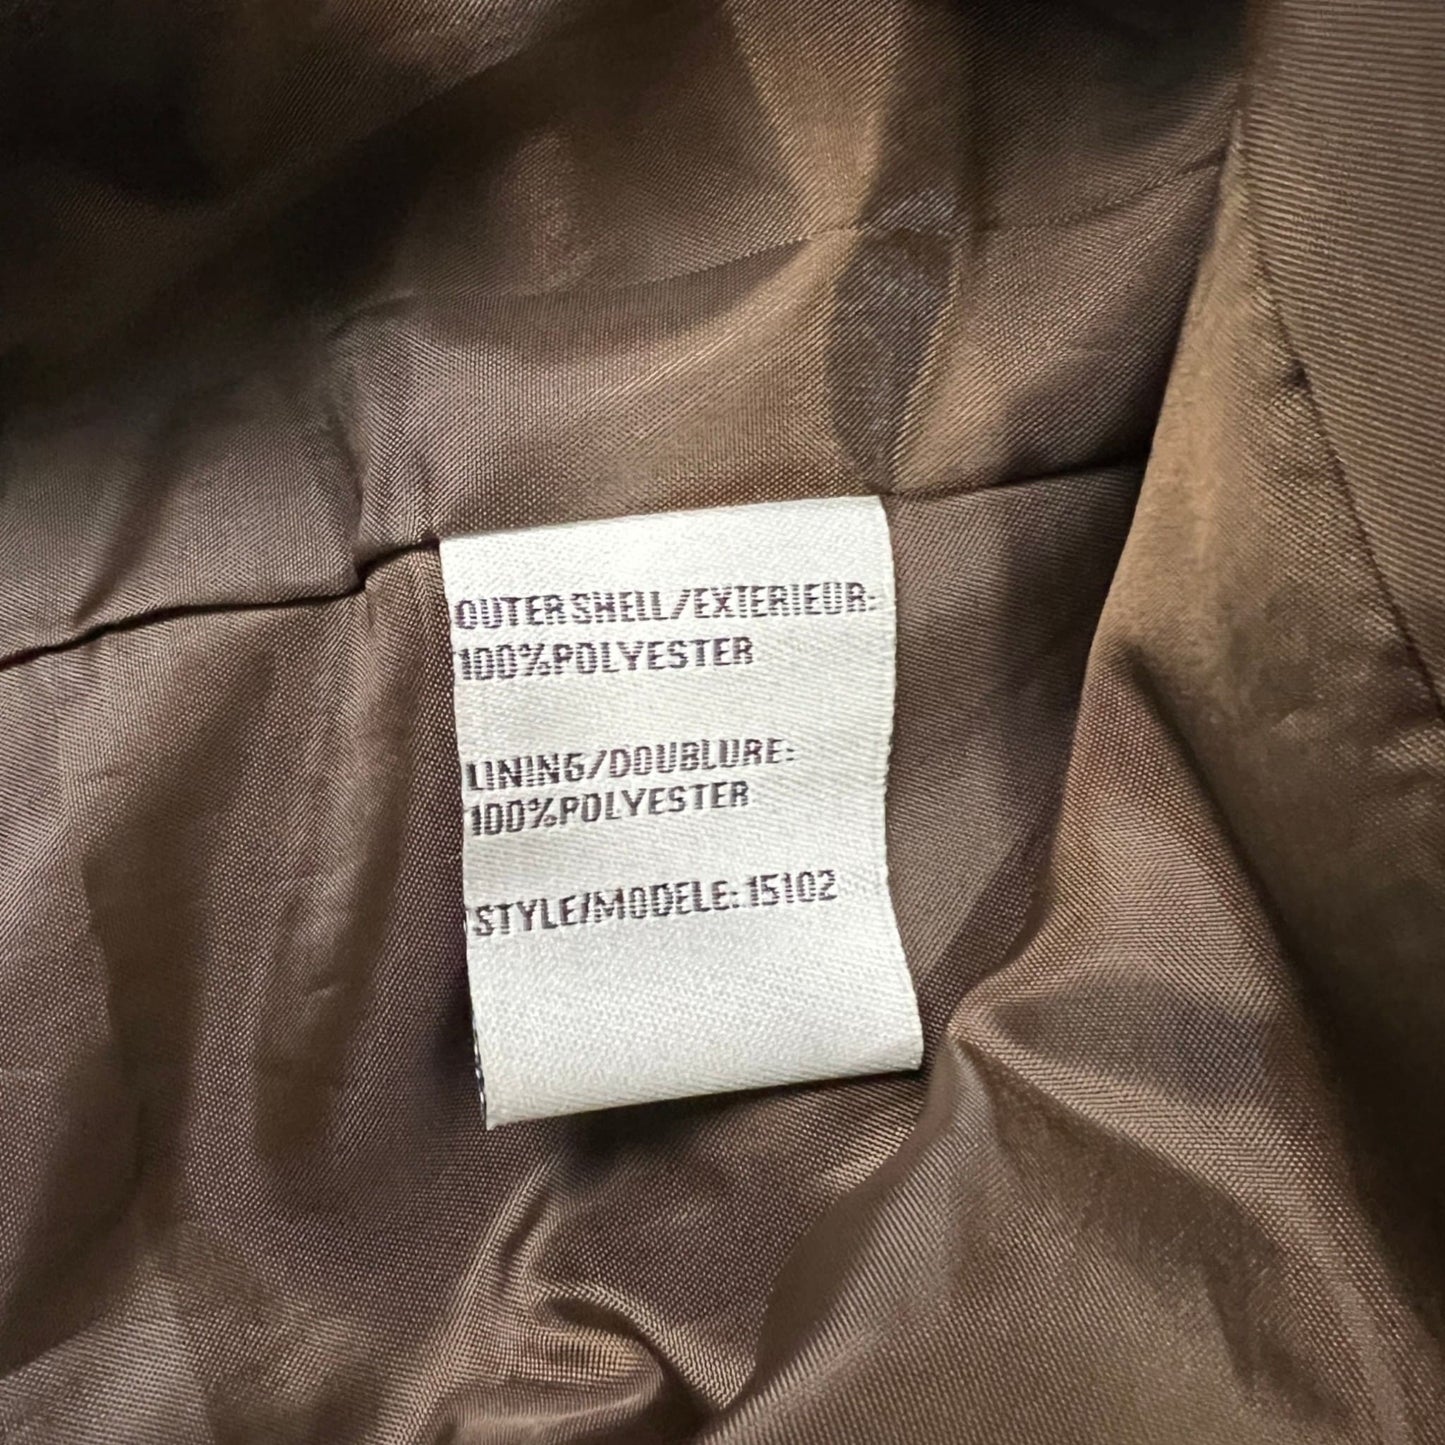 OUTER SHELL/EXTERIEUR:
100%POLYESTER
LINING/DOUBLURE:
100%POLYESTER
STYLE/MODELE:15102